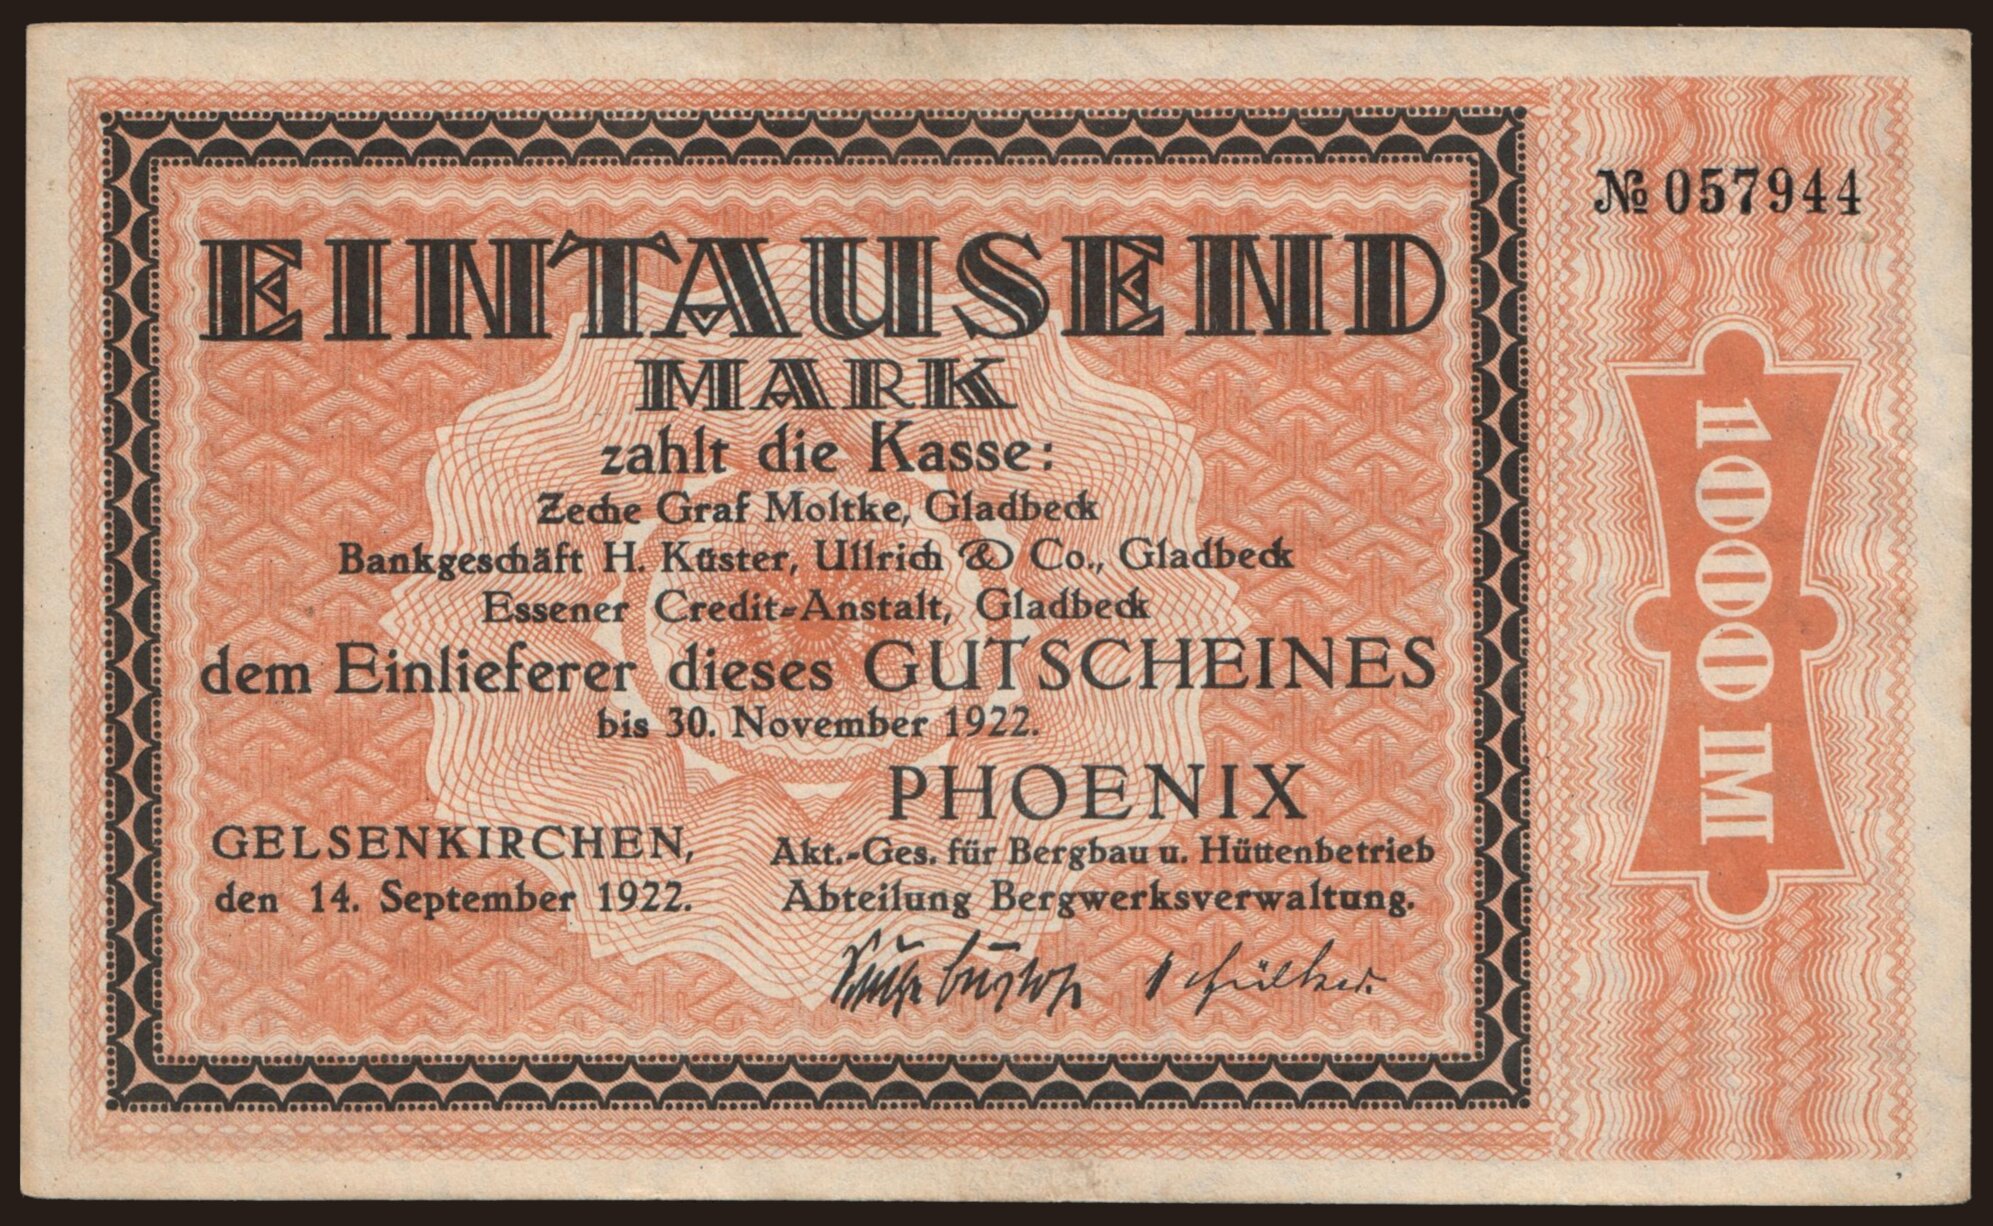 EINTAUSEND
MARK
zahlt die Kasse:
Zeche Graf Moltke, Gladbeck
Bankgeschäft H. Küster, Ullrich & Co., Gladbeck
Essener Credit-Anstalt, Gladbeck
dem Einlieferer dieses GUTSCHEINES
bis 30. November 1922.
PHOENIX
Akt.-Ges. für Bergbau u. Hüttenbetrieb
Abteilung Bergwerksverwaltung.
GELSENKIRCHEN,
den 14. September 1922.
№ 057944
1000 M